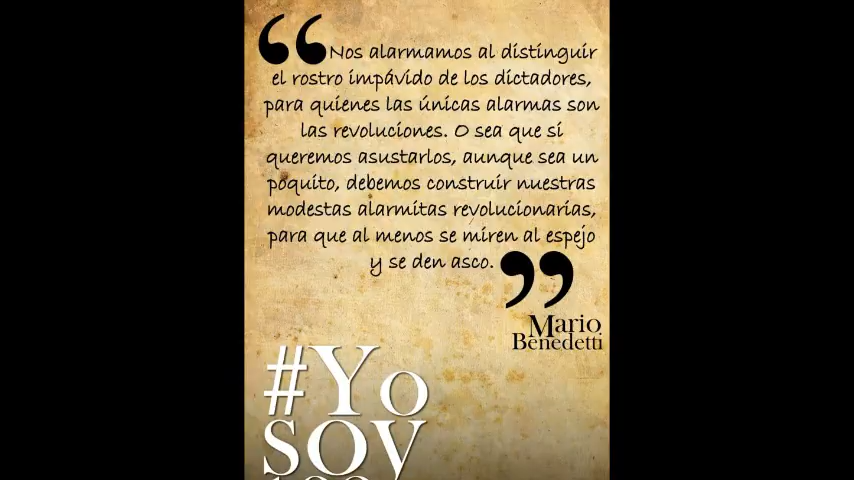 “Nos alarmamos al distinguir
el rostro impávido de los dictadores,
para quienes las únicas alarmas son
las revoluciones. O sea que si
queremos asustarlos, aunque sea un
poquito, debemos construir nuestras
modestas alarmitas revolucionarias,
para que al menos se miren al espejo
y se den asco.”
Mario
Benedetti
#Yo
soy